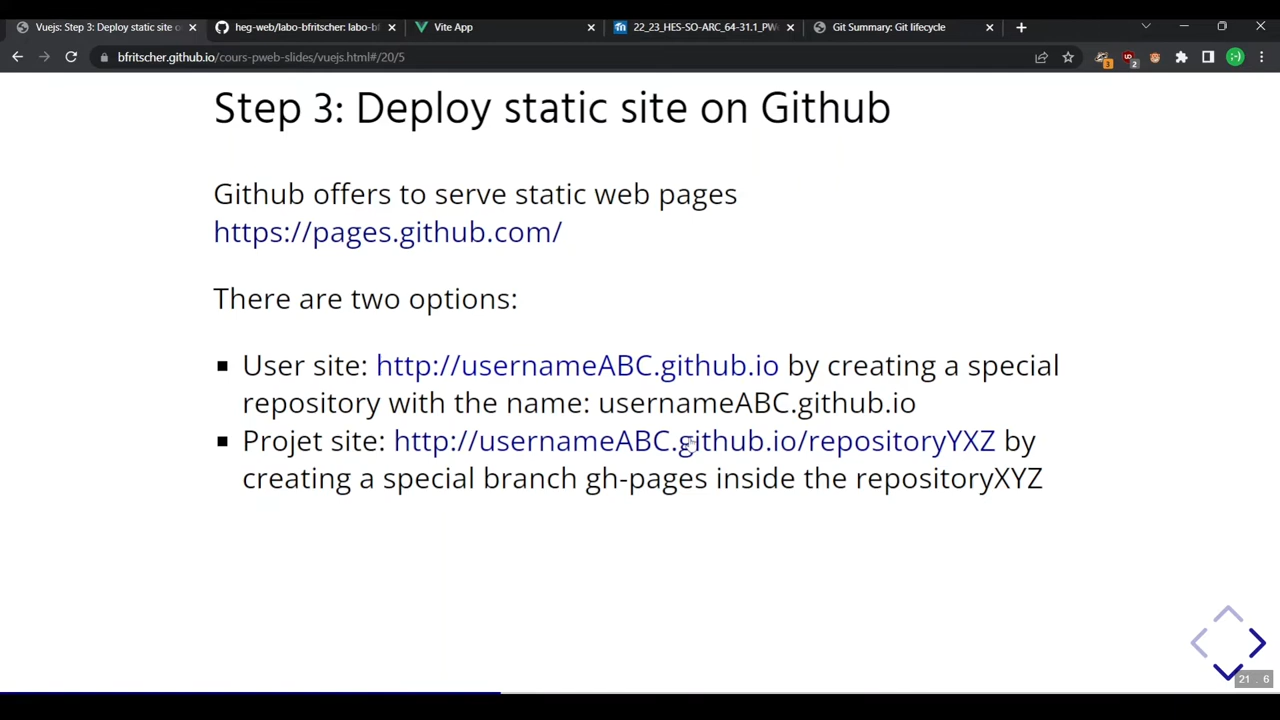 Vuejs: Step 3: Deploy static site o
heg-web/labo-bfritscher: labo-bf
Vite App
22_23_HES-SO-ARC_64-31.1_PWe
Git Summary: Git lifecycle
bfritscher.github.io/cours-pweb-slides/vuejs.html#/20/5
3
2
Step 3: Deploy static site on Github
Github offers to serve static web pages
https://pages.github.com/
There are two options:
User site: http://usernameABC.github.io by creating a special
repository with the name: usernameABC.github.io
Projet site: http://usernameABC.github.io/repositoryYXZ by
creating a special branch gh-pages inside the repositoryXYZ
21 . 6